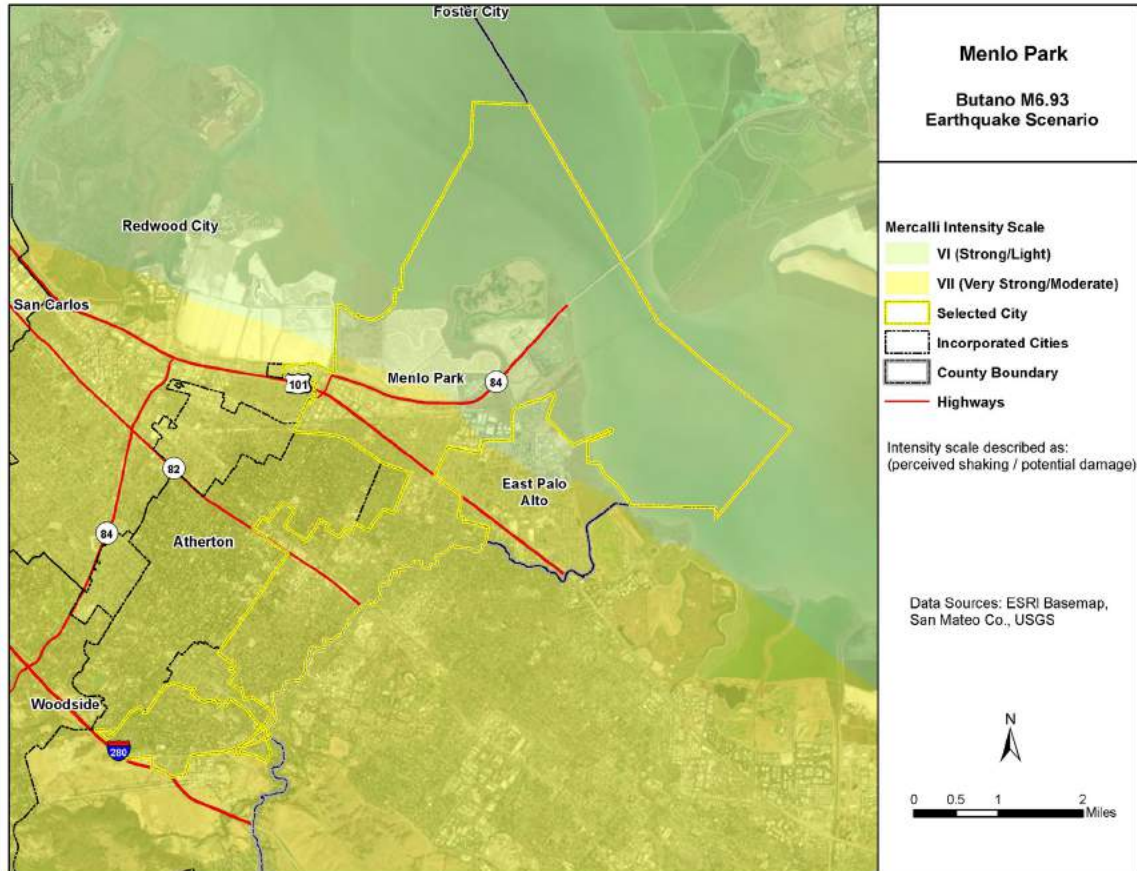 Foster City
Redwood City
San Carlos
101
Menlo Park
84
82
East Palo
Alto
84
Atherton
Woodside
280
Menlo Park
Butano M6.93
Earthquake Scenario
Mercalli Intensity Scale
VI (Strong/Light)
VII (Very Strong/Moderate)
Selected City
Incorporated Cities
County Boundary
Highways
Intensity scale described as:
(perceived shaking / potential damage)
Data Sources: ESRI Basemap,
San Mateo Co., USGS
N
0 0.5 1 2
Miles